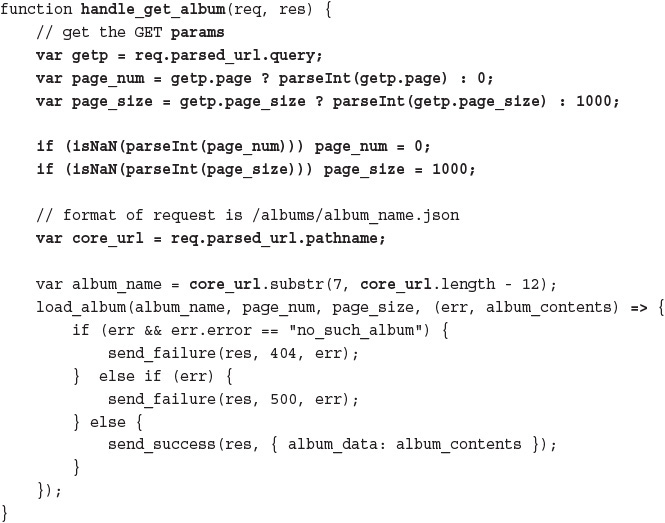 function handle_get_album(req, res) {
    // get the GET params
    var getp = req.parsed_url.query;
    var page_num = getp.page ? parseInt(getp.page) : 0;
    var page_size = getp.page_size ? parseInt(getp.page_size) : 1000;

    if (isNaN(parseInt(page_num))) page_num = 0;
    if (isNaN(parseInt(page_size))) page_size = 1000;

    // format of request is /albums/album_name.json
    var core_url = req.parsed_url.pathname;

    var album_name = core_url.substr(7, core_url.length - 12);
    load_album(album_name, page_num, page_size, (err, album_contents) => {
        if (err && err.error == "no_such_album") {
            send_failure(res, 404, err);
        }  else if (err) {
            send_failure(res, 500, err);
        } else {
            send_success(res, { album_data: album_contents });
        }
    });
}